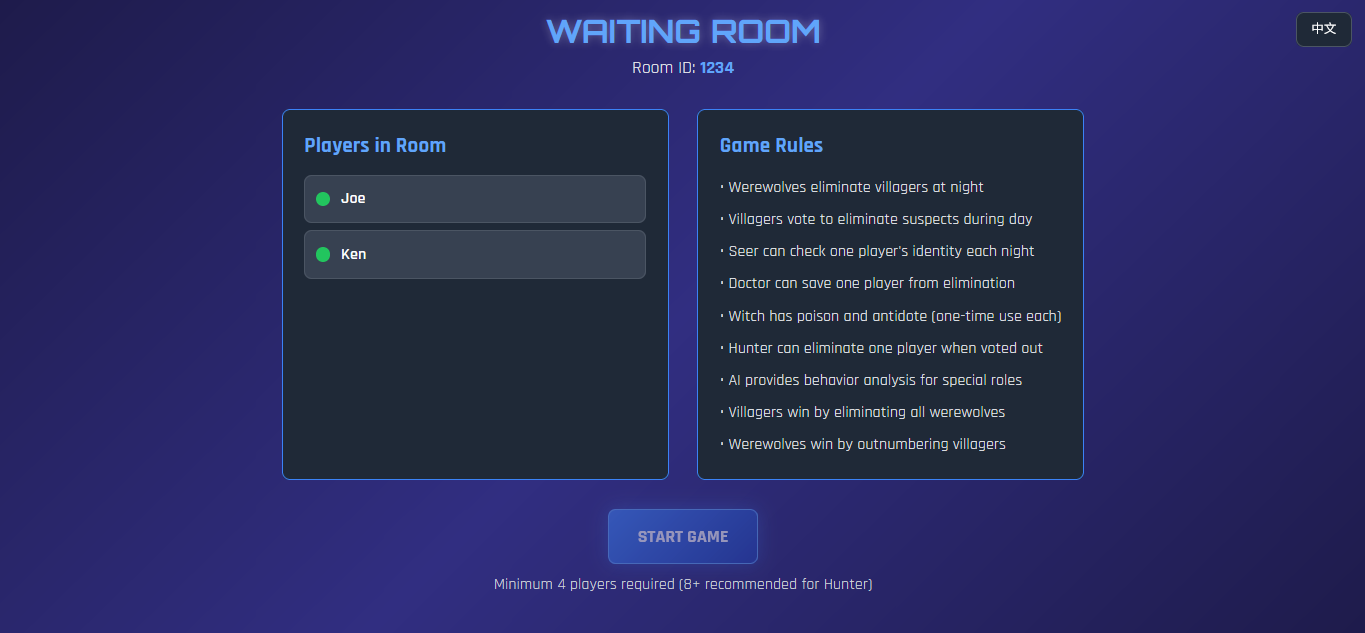 WAITING ROOM
中文
Room ID: 1234
Players in Room
Joe
Ken
Game Rules
• Werewolves eliminate villagers at night
• Villagers vote to eliminate suspects during day
• Seer can check one player's identity each night
• Doctor can save one player from elimination
• Witch has poison and antidote (one-time use each)
• Hunter can eliminate one player when voted out
• AI provides behavior analysis for special roles
• Villagers win by eliminating all werewolves
• Werewolves win by outnumbering villagers
START GAME
Minimum 4 players required (8+ recommended for Hunter)